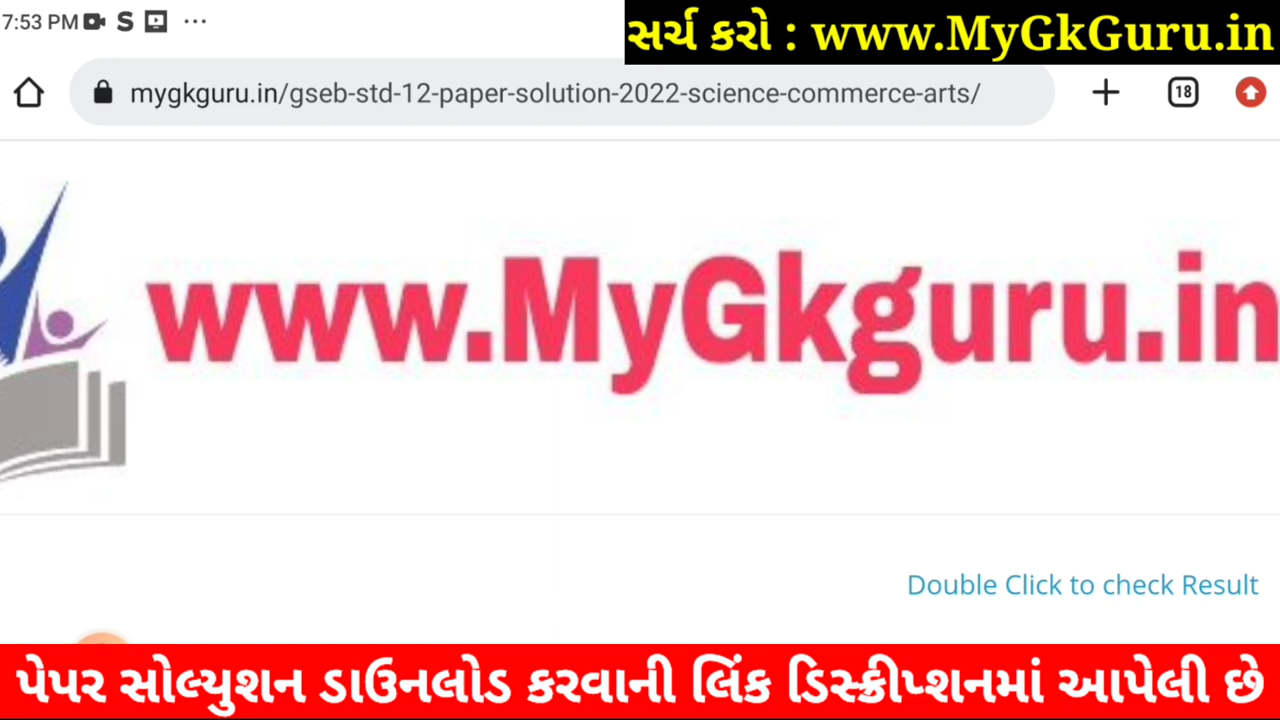 7:53 PM
સર્ચ કરો : www.MyGkGuru.in
mygkguru.in/gseb-std-12-paper-solution-2022-science-commerce-arts/
18
www.MyGkguru.in
Double Click to check Result
પેપર સોલ્યુશન ડાઉનલોડ કરવાની લિંક ડિસ્ક્રીપ્શનમાં આપેલી છે